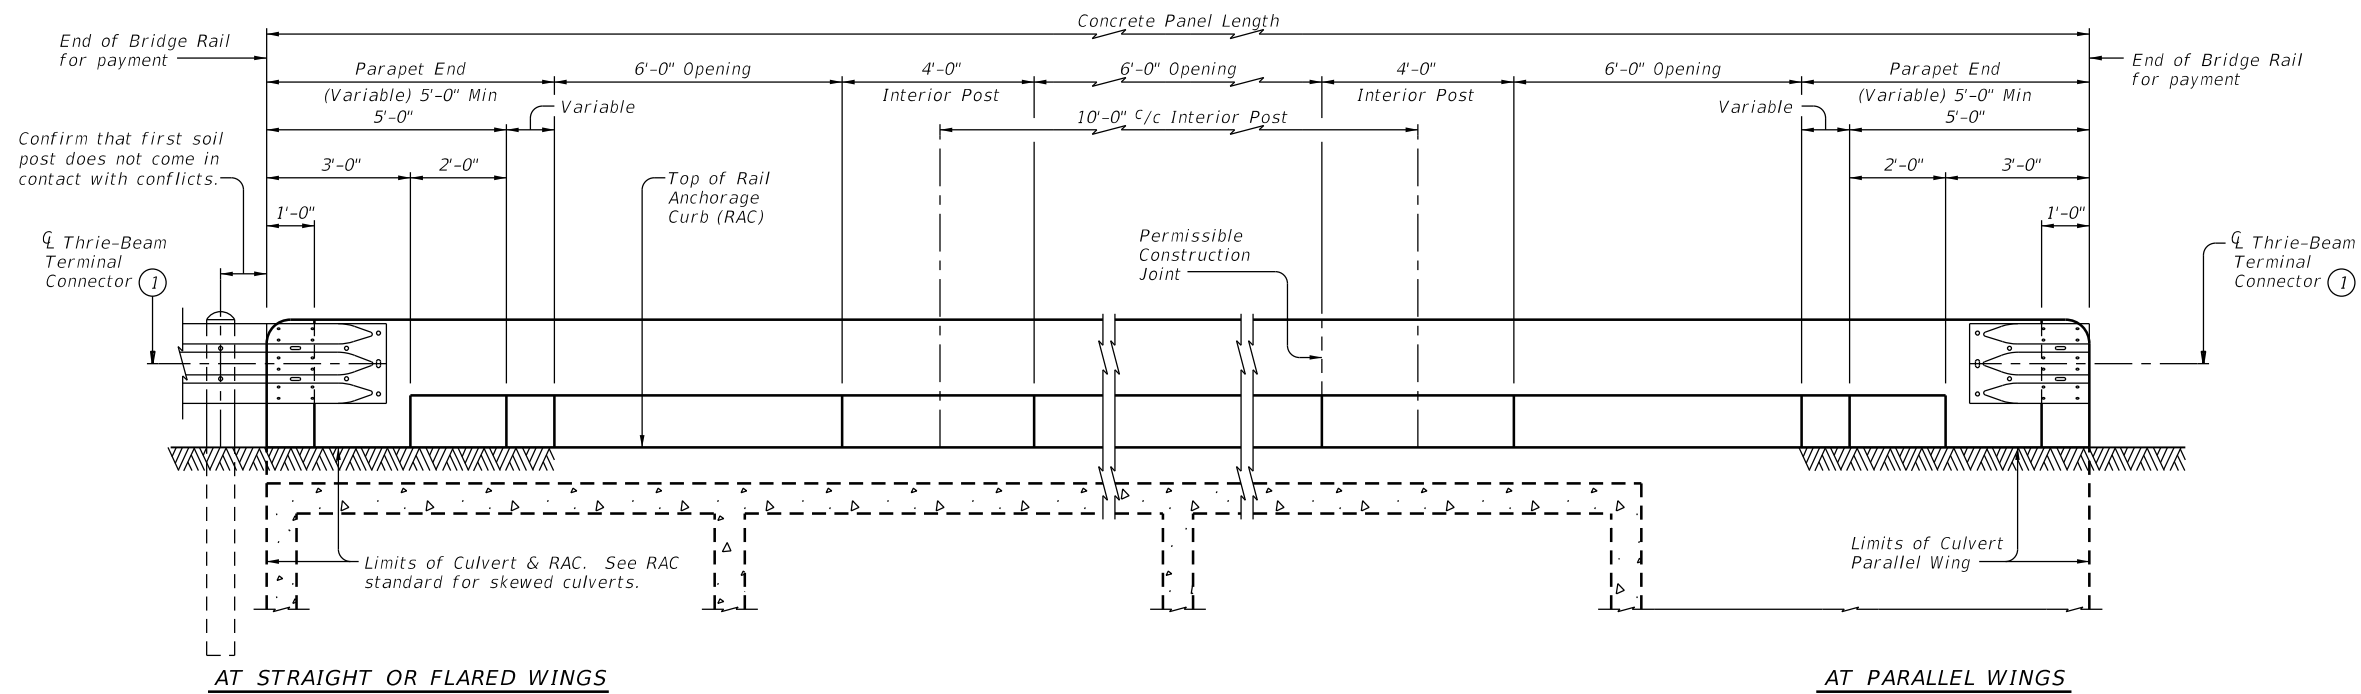 Concrete Panel Length
End of Bridge Rail
for payment
End of Bridge Rail
for payment
Parapet End
(Variable) 5'-0" Min
6'-0" Opening
4'-0"
Interior Post
6'-0" Opening
4'-0"
Interior Post
6'-0" Opening
Parapet End
(Variable) 5'-0" Min
5'-0"
Variable
10'-0" C/c Interior Post
Variable
5'-0"
Confirm that first soil
post does not come in
contact with conflicts.
3'-0"
2'-0"
Top of Rail
Anchorage
Curb (RAC)
2'-0"
3'-0"
1'-0"
1'-0"
℄ Thrie-Beam
Terminal
Connector 1
Permissible
Construction
Joint
℄ Thrie-Beam
Terminal
Connector 1
Limits of Culvert & RAC. See RAC
standard for skewed culverts.
Limits of Culvert
Parallel Wing
AT STRAIGHT OR FLARED WINGS
AT PARALLEL WINGS